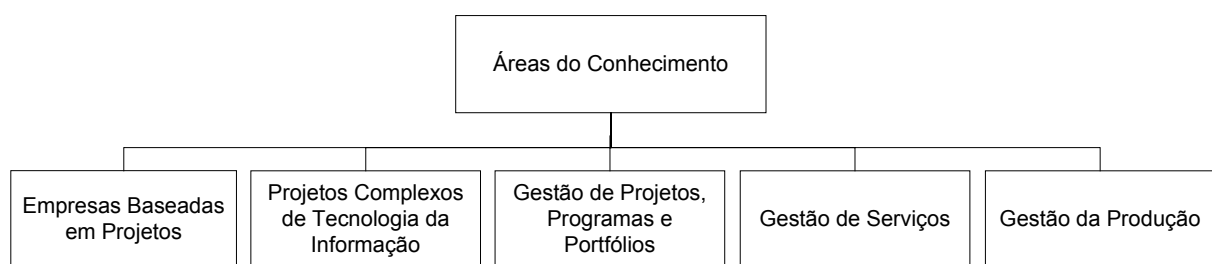 Áreas do Conhecimento
Empresas Baseadas
em Projetos
Projetos Complexos
de Tecnologia da
Informação
Gestão de Projetos,
Programas e
Portfólios
Gestão de Serviços
Gestão da Produção